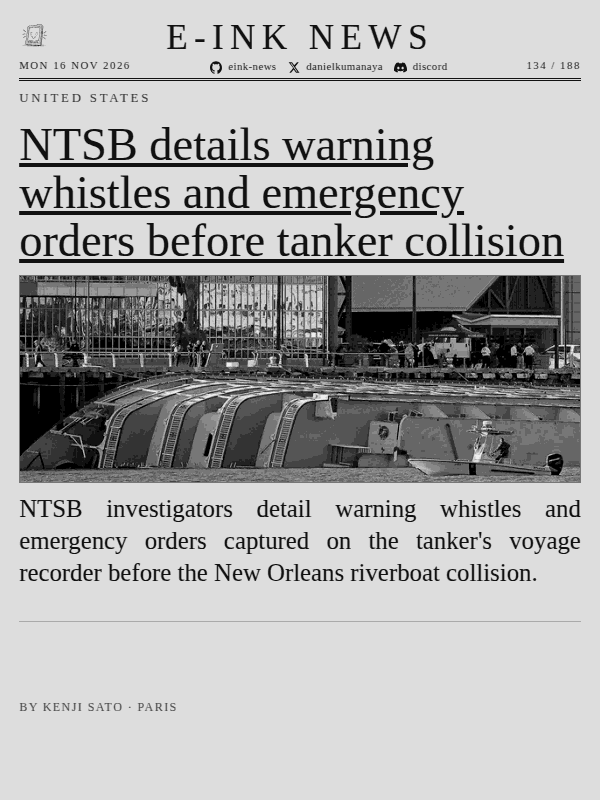 E-INK NEWS
MON 16 NOV 2026
eink-news
danielkumanaya
discord
134 / 188
UNITED STATES
NTSB details warning
whistles and emergency
orders before tanker collision
NTSB investigators detail warning whistles and
emergency orders captured on the tanker's voyage
recorder before the New Orleans riverboat collision.
BY KENJI SATO · PARIS